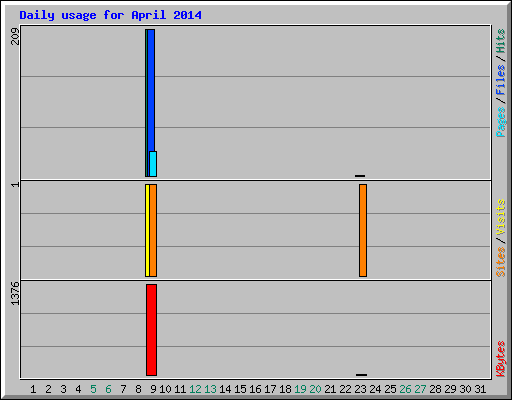 Daily usage for April 2014
209
Pages / Files / Hits
1
Sites / Visits
1376
KBytes
1 2 3 4 5 6 7 8 9 10 11 12 13 14 15 16 17 18 19 20 21 22 23 24 25 26 27 28 29 30 31